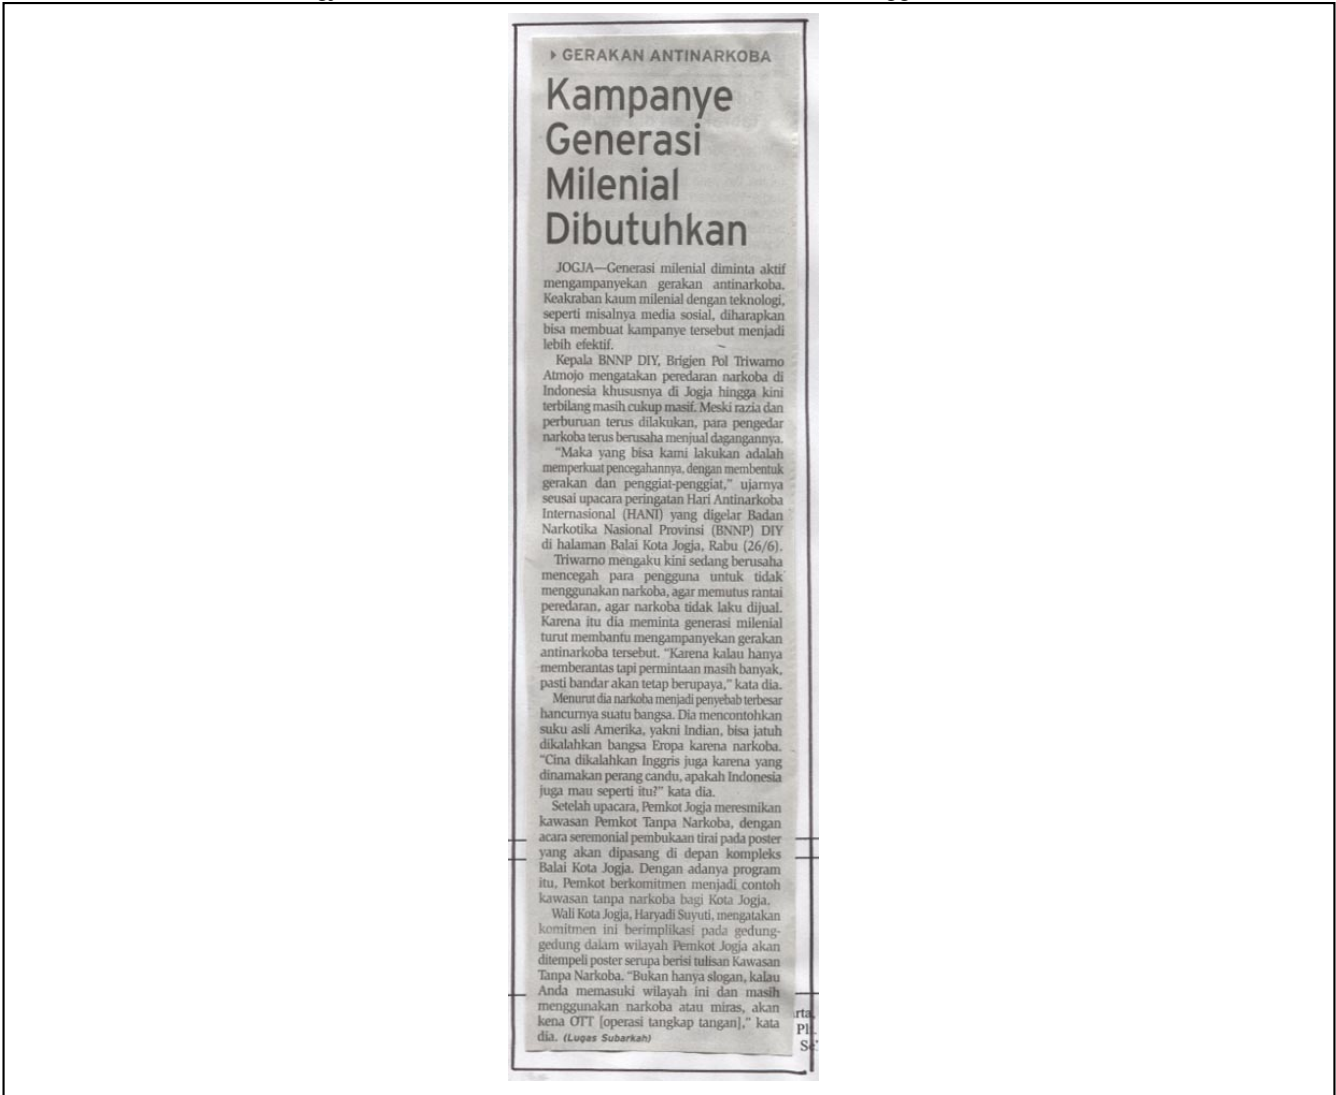 GERAKAN ANTINARKOBA
Kampanye
Generasi
Milenial
Dibutuhkan
JOGJA—Generasi milenial diminta aktif
mengampanyekan gerakan antinarkoba.
Keakraban kaum milenial dengan teknologi,
seperti misalnya media sosial, diharapkan
bisa membuat kampanye tersebut menjadi
lebih efektif.
Kepala BNNP DIY, Brigjen Pol Triwarno
Atmojo mengatakan peredaran narkoba di
Indonesia khususnya di Jogja hingga kini
terbilang masih cukup masif. Meski razia dan
perburuan terus dilakukan, para pengedar
narkoba terus berusaha menjual dagangannya.
“Maka yang bisa kami lakukan adalah
memperkuat pencegahannya, dengan membentuk
gerakan dan penggiat-penggiat,” ujarnya
seusai upacara peringatan Hari Antinarkoba
Internasional (HANI) yang digelar Badan
Narkotika Nasional Provinsi (BNNP) DIY
di halaman Balai Kota Jogja, Rabu (26/6).
Triwarno mengaku kini sedang berusaha
mencegah para pengguna untuk tidak
menggunakan narkoba, agar memutus rantai
peredaran, agar narkoba tidak laku dijual.
Karena itu dia meminta generasi milenial
turut membantu mengampanyekan gerakan
antinarkoba tersebut. “Karena kalau hanya
memberantas tapi permintaan masih banyak,
pasti bandar akan tetap berupaya,” kata dia.
Menurut dia narkoba menjadi penyebab terbesar
hancurnya suatu bangsa. Dia mencontohkan
suku asli Amerika, yakni Indian, bisa jatuh
dikalahkan bangsa Eropa karena narkoba.
“Cina dikalahkan Inggris juga karena yang
dinamakan perang candu, apakah Indonesia
juga mau seperti itu?” kata dia.
Setelah upacara, Pemkot Jogja meresmikan
kawasan Pemkot Tanpa Narkoba, dengan
acara seremonial pembukaan tirai pada poster
yang akan dipasang di depan kompleks
Balai Kota Jogja. Dengan adanya program
itu, Pemkot berkomitmen menjadi contoh
kawasan tanpa narkoba bagi Kota Jogja.
Wali Kota Jogja, Haryadi Suyuti, mengatakan
komitmen ini berimplikasi pada gedung-
gedung dalam wilayah Pemkot Jogja akan
ditempeli poster serupa berisi tulisan Kawasan
Tanpa Narkoba. “Bukan hanya slogan, kalau
Anda memasuki wilayah ini dan masih
menggunakan narkoba atau miras, akan
kena OTT [operasi tangkap tangan],” kata
dia. (Lugas Subarkah)